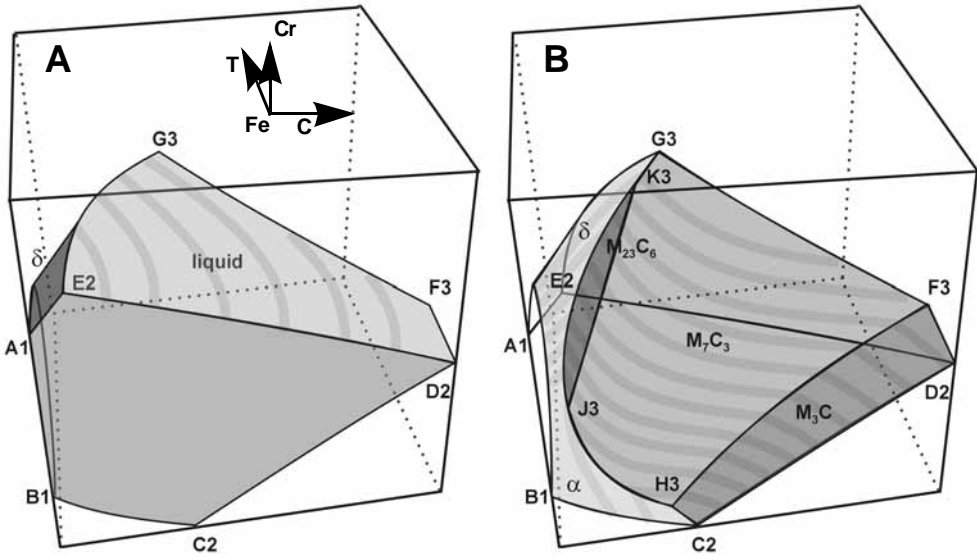 A
Cr
T
Fe
C
G3
δ
liquid
E2
F3
A1
D2
B1
C2
B
G3
K3
δ
M₂₃C₆
E2
F3
A1
M₇C₃
D2
J3
M₃C
B1
α
H3
C2